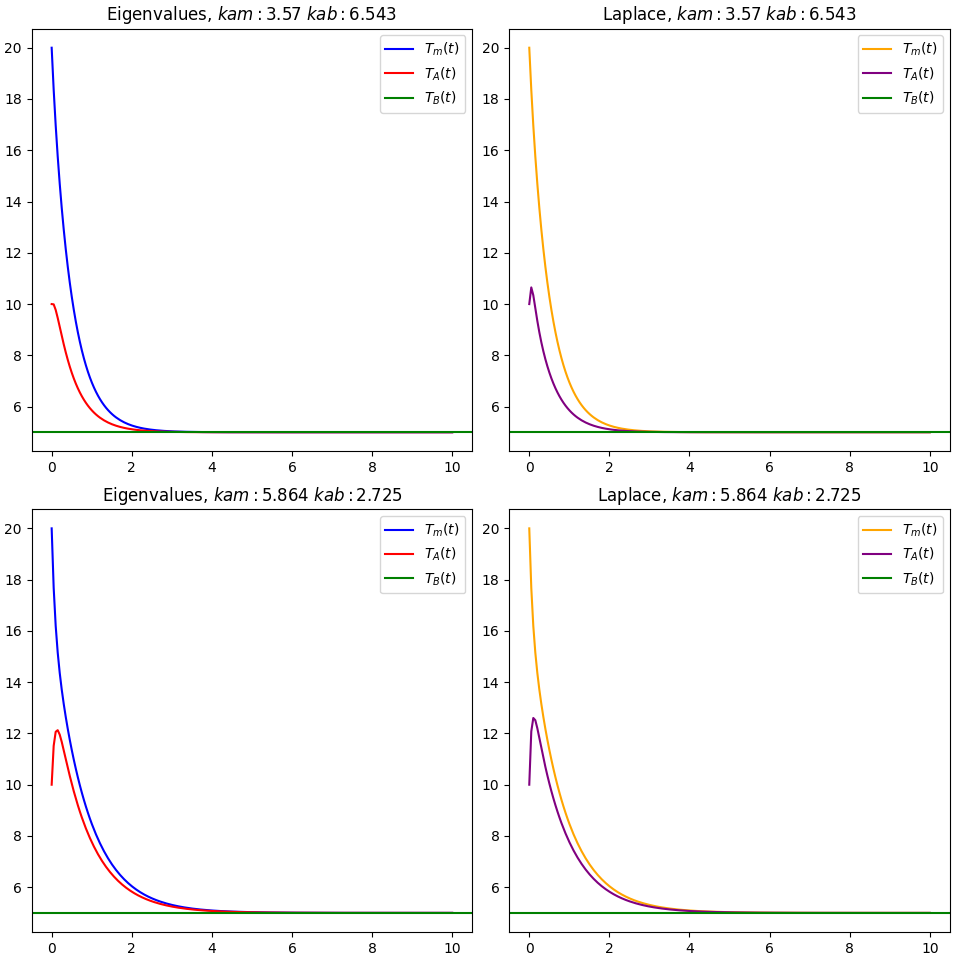 Eigenvalues, kam : 3.57 kab : 6.543
20
18
16
14
12
10
8
6
0 2 4 6 8 10
T_m(t)
T_A(t)
T_B(t)
Laplace, kam : 3.57 kab : 6.543
20
18
16
14
12
10
8
6
0 2 4 6 8 10
T_m(t)
T_A(t)
T_B(t)
Eigenvalues, kam : 5.864 kab : 2.725
20
18
16
14
12
10
8
6
0 2 4 6 8 10
T_m(t)
T_A(t)
T_B(t)
Laplace, kam : 5.864 kab : 2.725
20
18
16
14
12
10
8
6
0 2 4 6 8 10
T_m(t)
T_A(t)
T_B(t)